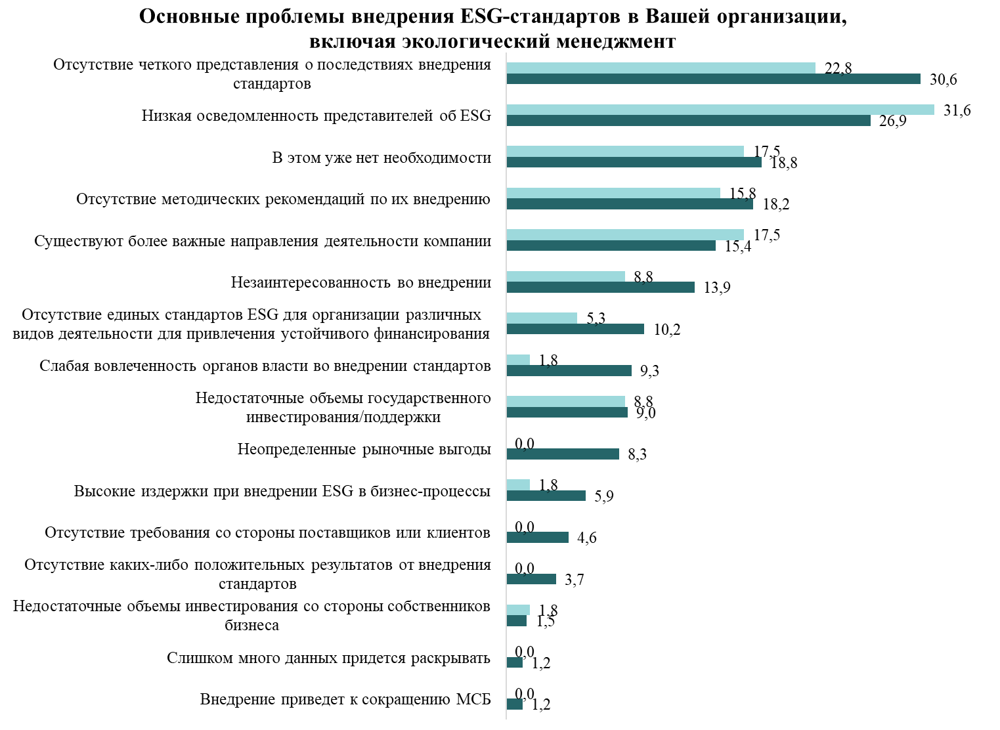 Основные проблемы внедрения ESG-стандартов в Вашей организации,
включая экологический менеджмент
Отсутствие четкого представления о последствиях внедрения
стандартов
22,8
30,6
Низкая осведомленность представителей об ESG
31,6
26,9
В этом уже нет необходимости
17,5
18,8
Отсутствие методических рекомендаций по их внедрению
15,8
18,2
Существуют более важные направления деятельности компании
17,5
15,4
Незаинтересованность во внедрении
8,8
13,9
Отсутствие единых стандартов ESG для организации различных
видов деятельности для привлечения устойчивого финансирования
5,3
10,2
Слабая вовлеченность органов власти во внедрении стандартов
1,8
9,3
Недостаточные объемы государственного
инвестирования/поддержки
8,8
9,0
Неопределенные рыночные выгоды
0,0
8,3
Высокие издержки при внедрении ESG в бизнес-процессы
1,8
5,9
Отсутствие требования со стороны поставщиков или клиентов
0,0
4,6
Отсутствие каких-либо положительных результатов от внедрения
стандартов
0,0
3,7
Недостаточные объемы инвестирования со стороны собственников
бизнеса
1,8
1,5
Слишком много данных придется раскрывать
0,0
1,2
Внедрение приведет к сокращению МСБ
0,0
1,2